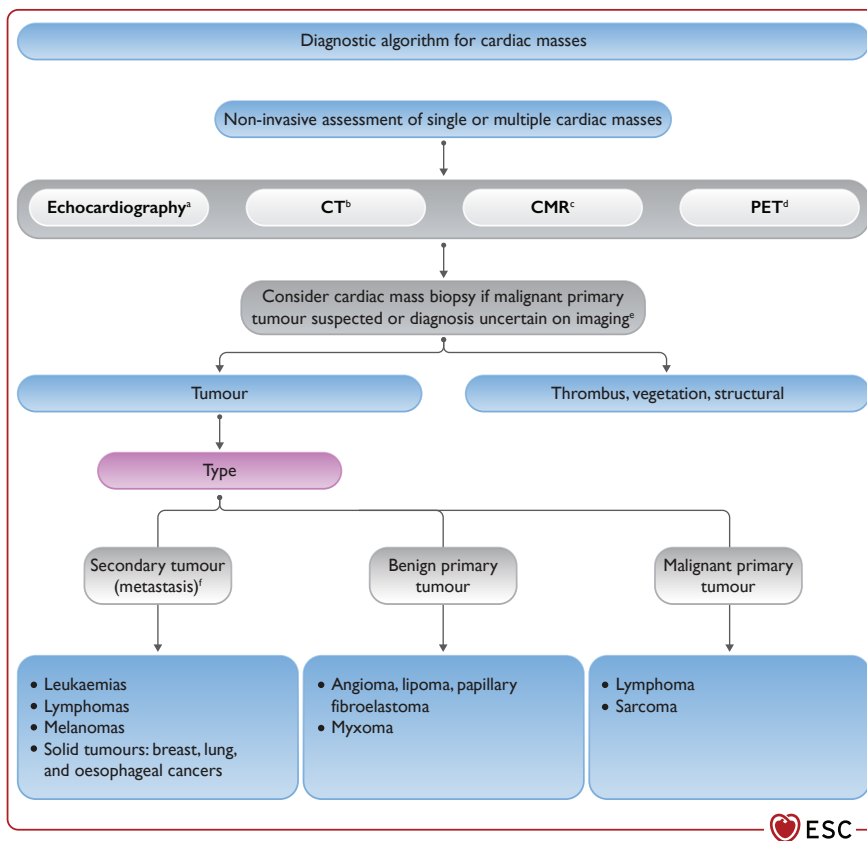 Diagnostic algorithm for cardiac masses
Non-invasive assessment of single or multiple cardiac masses
Echocardiographyᵃ
CTᵇ
CMRᶜ
PETᵈ
Consider cardiac mass biopsy if malignant primary
tumour suspected or diagnosis uncertain on imagingᵉ
Tumour
Thrombus, vegetation, structural
Type
Secondary tumour
(metastasis)ᶠ
Benign primary
tumour
Malignant primary
tumour
• Leukaemias
• Lymphomas
• Melanomas
• Solid tumours: breast, lung,
and oesophageal cancers
• Angioma, lipoma, papillary
fibroelastoma
• Myxoma
• Lymphoma
• Sarcoma
ESC